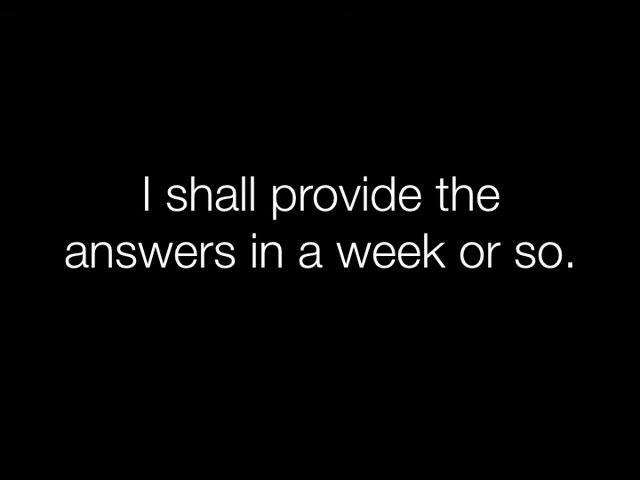 I shall provide the
answers in a week or so.